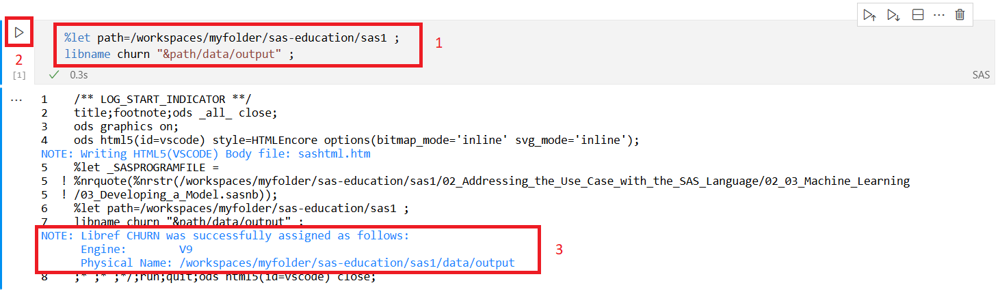 %let path=/workspaces/myfolder/sas-education/sas1 ;
1
libname churn "&path/data/output" ;
2
[1]
0.3s
SAS
1 /** LOG_START_INDICATOR **/
2 title;footnote;ods _all_ close;
3 ods graphics on;
4 ods html5(id=vscode) style=HTMLEncore options(bitmap_mode='inline' svg_mode='inline');
NOTE: Writing HTML5(VSCODE) Body file: sashtml.htm
5 %let _SASPROGRAMFILE =
5 ! %nrquote(%nrstr(/workspaces/myfolder/sas-education/sas1/02_Addressing_the_Use_Case_with_the_SAS_Language/02_03_Machine_Learning
5 ! /03_Developing_a_Model.sasnb));
6 %let path=/workspaces/myfolder/sas-education/sas1 ;
7 libname churn "&path/data/output" ;
NOTE: Libref CHURN was successfully assigned as follows:
Engine: V9
3
Physical Name: /workspaces/myfolder/sas-education/sas1/data/output
8 ;*';*";*/;run;quit;ods html5(id=vscode) close;